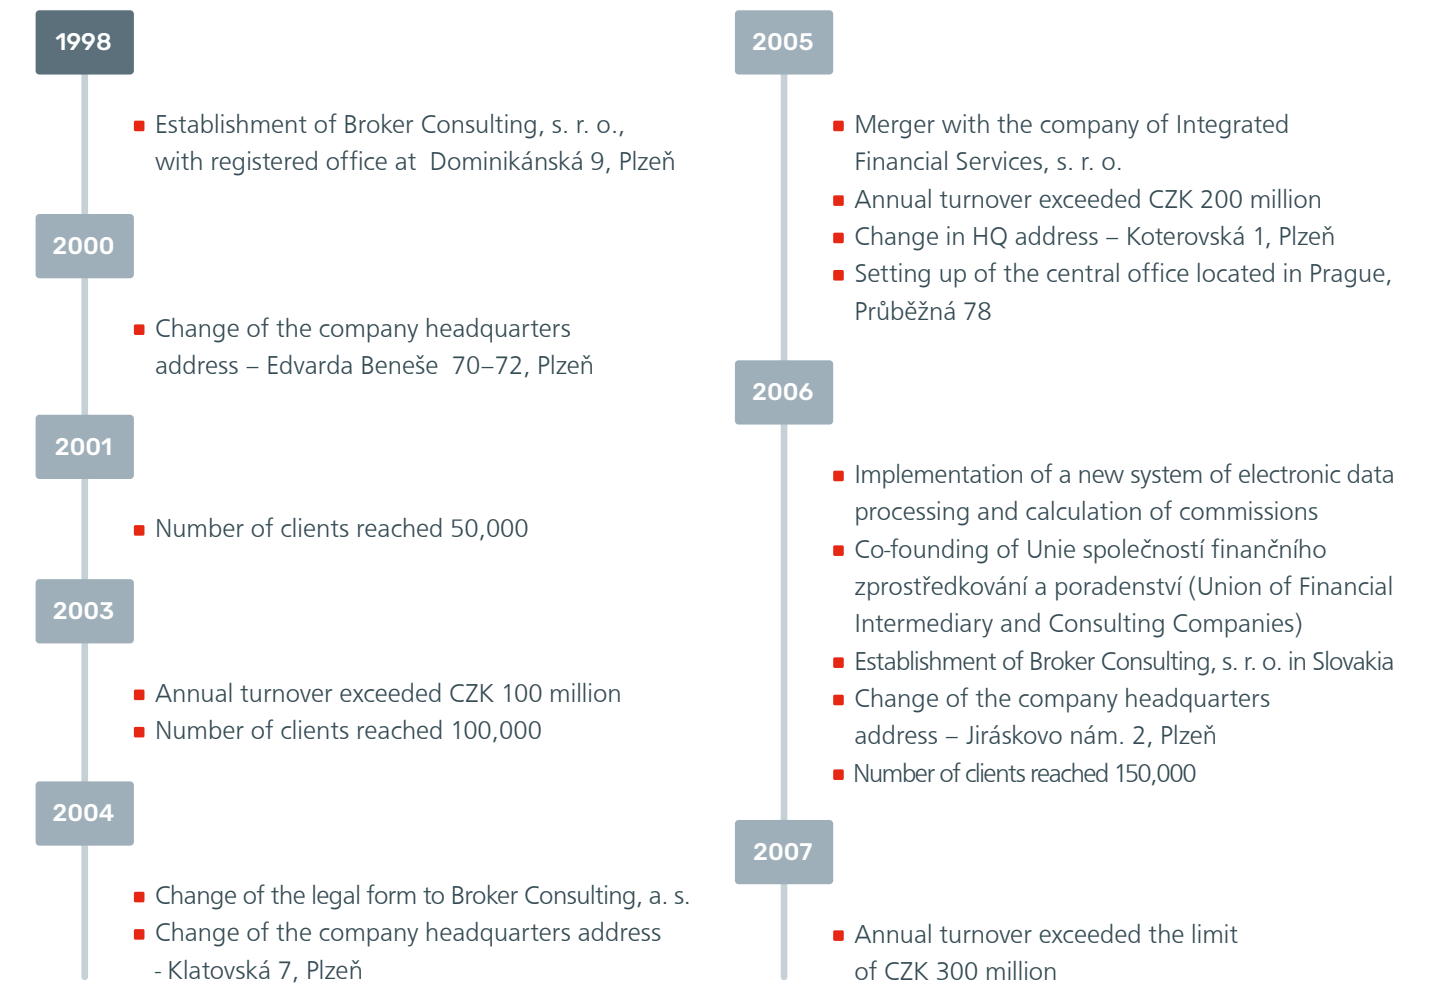 1998
Establishment of Broker Consulting, s. r. o.,
with registered office at Dominikánská 9, Plzeň
2000
Change of the company headquarters
address – Edvarda Beneše 70–72, Plzeň
2001
Number of clients reached 50,000
2003
Annual turnover exceeded CZK 100 million
Number of clients reached 100,000
2004
Change of the legal form to Broker Consulting, a. s.
Change of the company headquarters address
- Klatovská 7, Plzeň
2005
Merger with the company of Integrated
Financial Services, s. r. o.
Annual turnover exceeded CZK 200 million
Change in HQ address – Koterovská 1, Plzeň
Setting up of the central office located in Prague,
Průběžná 78
2006
Implementation of a new system of electronic data
processing and calculation of commissions
Co-founding of Unie společností finančního
zprostředkování a poradenství (Union of Financial
Intermediary and Consulting Companies)
Establishment of Broker Consulting, s. r. o. in Slovakia
Change of the company headquarters
address – Jiráskovo nám. 2, Plzeň
Number of clients reached 150,000
2007
Annual turnover exceeded the limit
of CZK 300 million